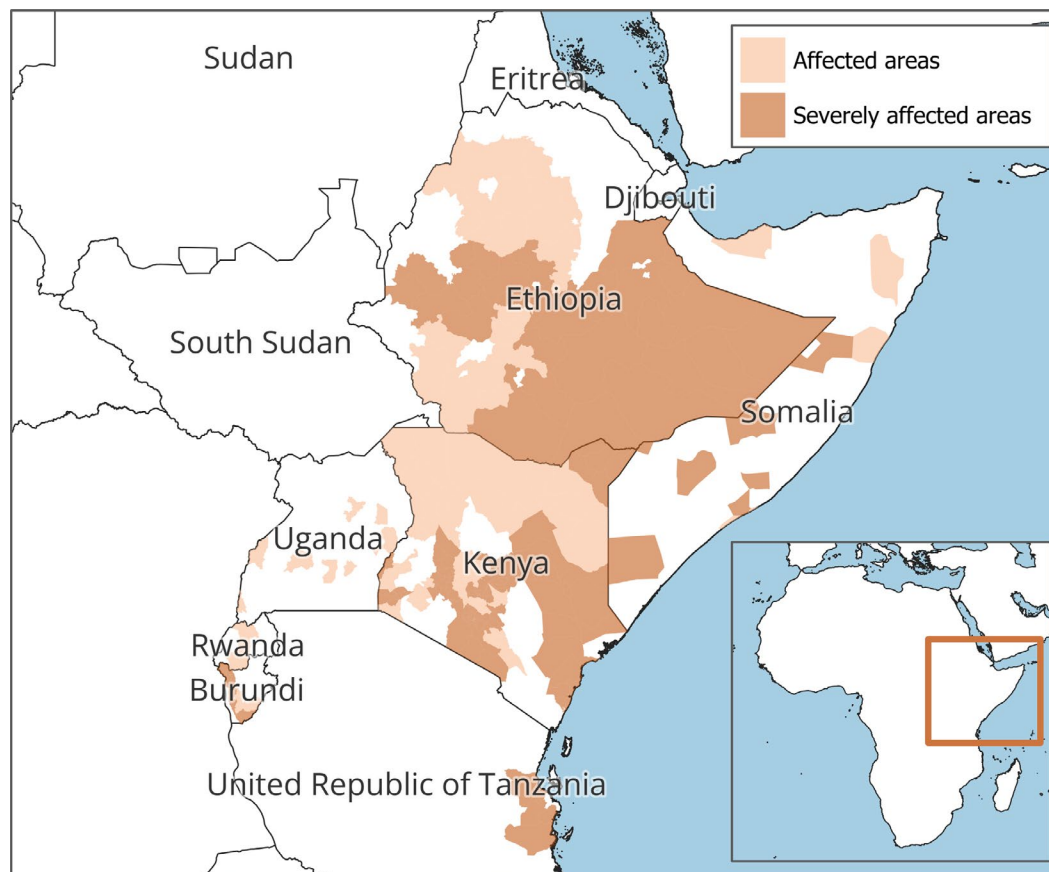 Sudan
Eritrea
Affected areas
Severely affected areas
Djibouti
Ethiopia
South Sudan
Somalia
Uganda
Kenya
Rwanda
Burundi
United Republic of Tanzania